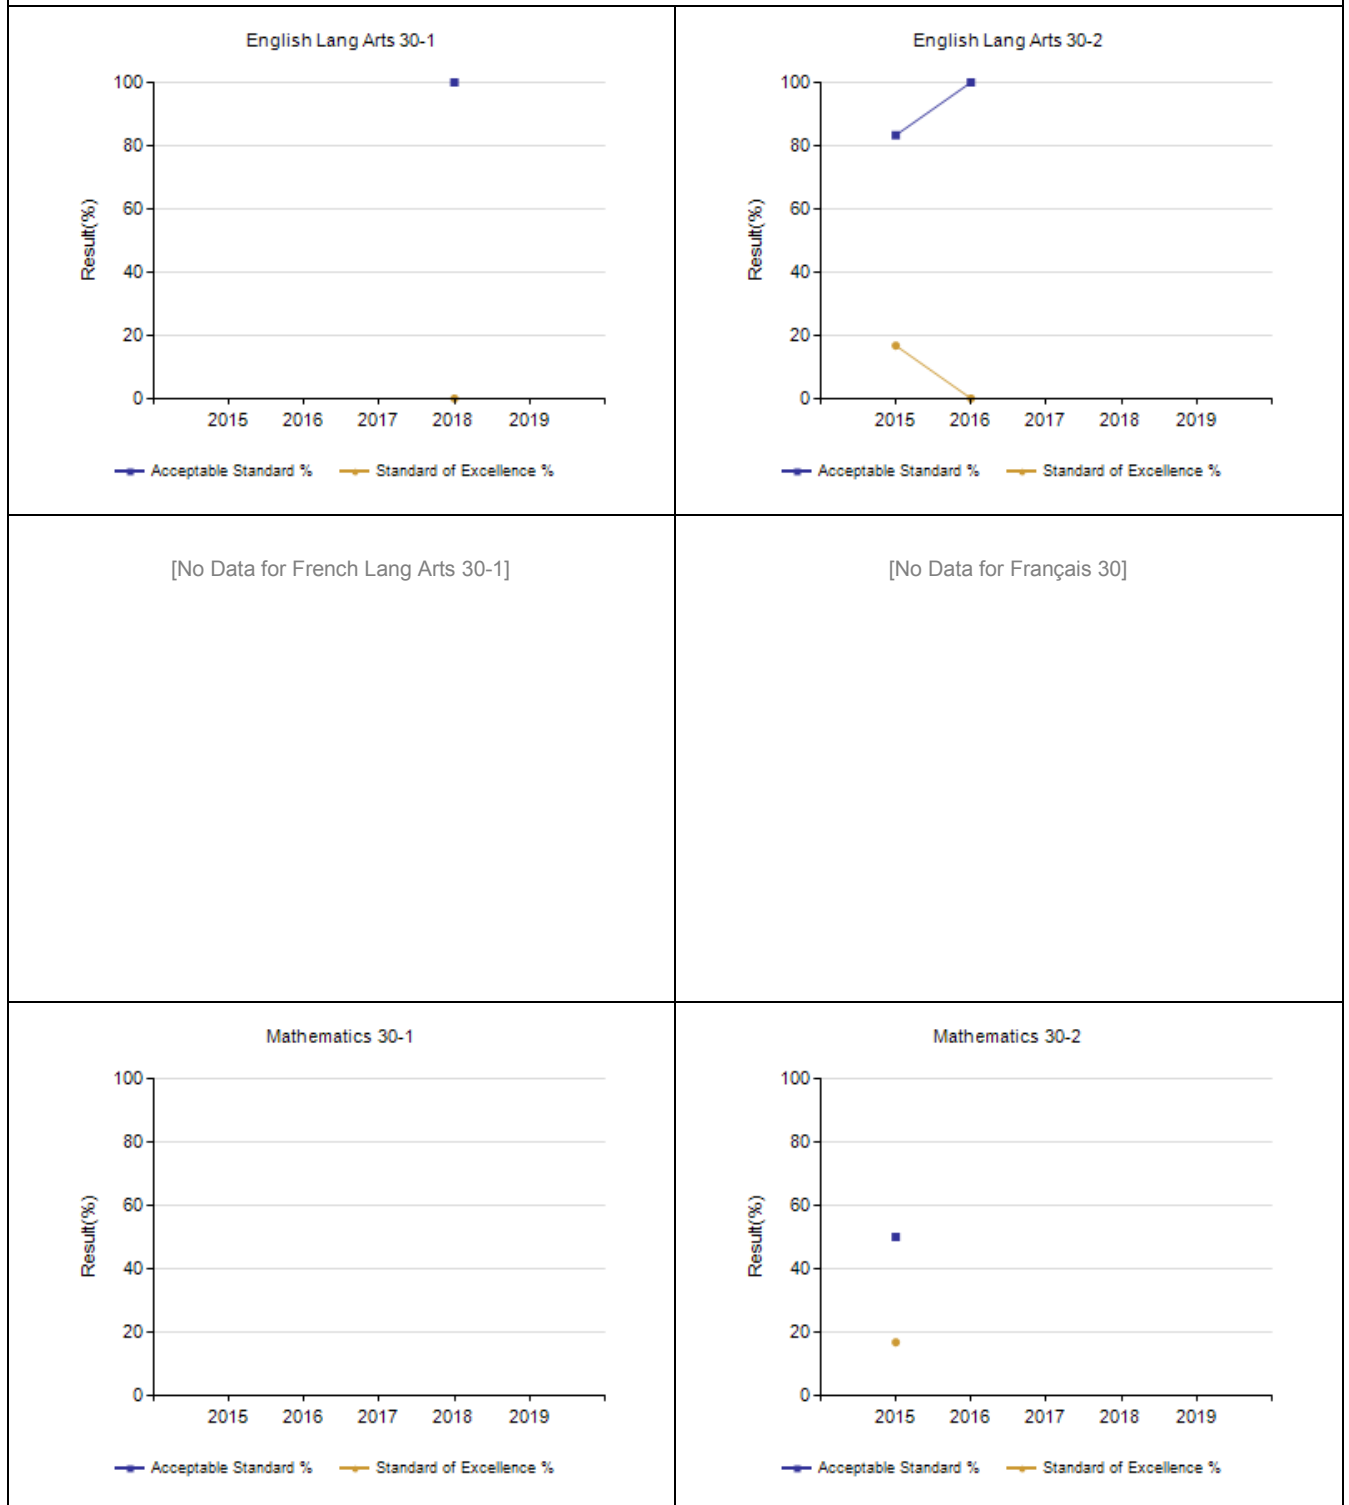 English Lang Arts 30-1
100
80
60
40
20
0
Result(%)
2015 2016 2017 2018 2019
Acceptable Standard % Standard of Excellence %
English Lang Arts 30-2
100
80
60
40
20
0
Result(%)
2015 2016 2017 2018 2019
Acceptable Standard % Standard of Excellence %
[No Data for French Lang Arts 30-1]
[No Data for Français 30]
Mathematics 30-1
100
80
60
40
20
0
Result(%)
2015 2016 2017 2018 2019
Acceptable Standard % Standard of Excellence %
Mathematics 30-2
100
80
60
40
20
0
Result(%)
2015 2016 2017 2018 2019
Acceptable Standard % Standard of Excellence %